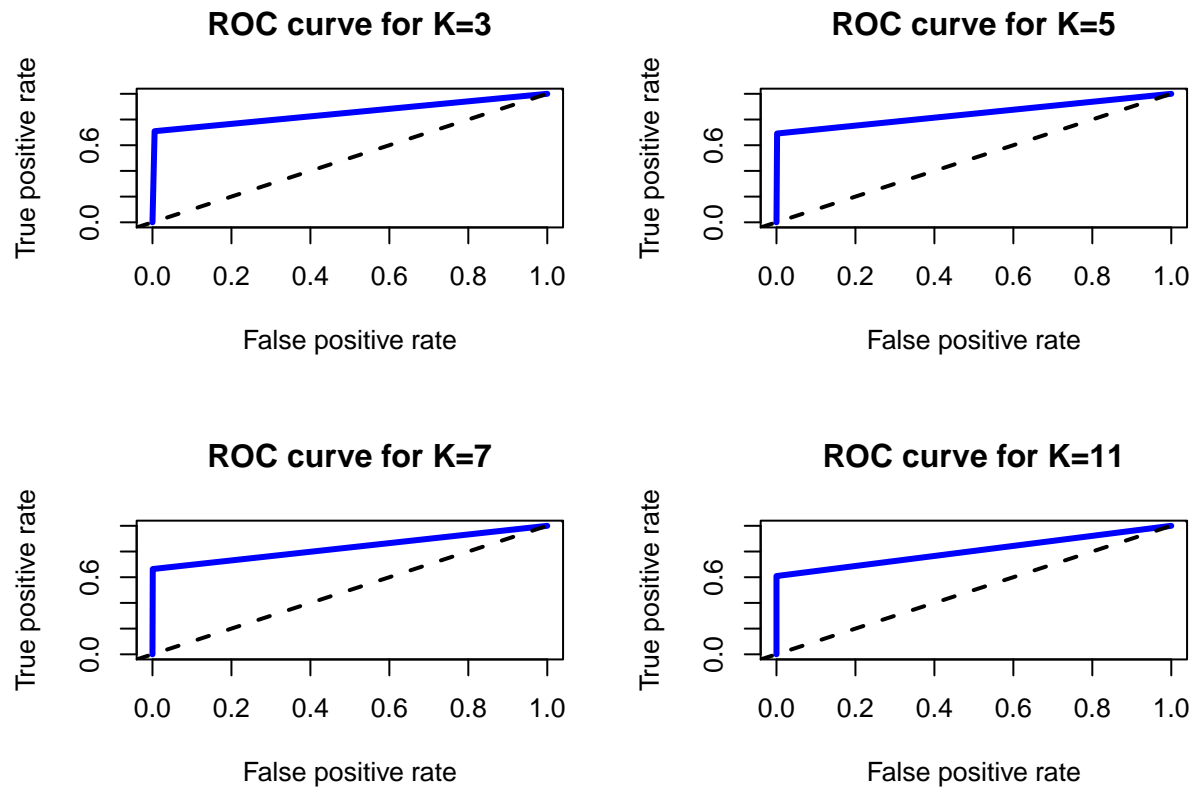 ROC curve for K=3
True positive rate
0.6
0.0
0.0 0.2 0.4 0.6 0.8 1.0
False positive rate
ROC curve for K=5
True positive rate
0.6
0.0
0.0 0.2 0.4 0.6 0.8 1.0
False positive rate
ROC curve for K=7
True positive rate
0.6
0.0
0.0 0.2 0.4 0.6 0.8 1.0
False positive rate
ROC curve for K=11
True positive rate
0.6
0.0
0.0 0.2 0.4 0.6 0.8 1.0
False positive rate